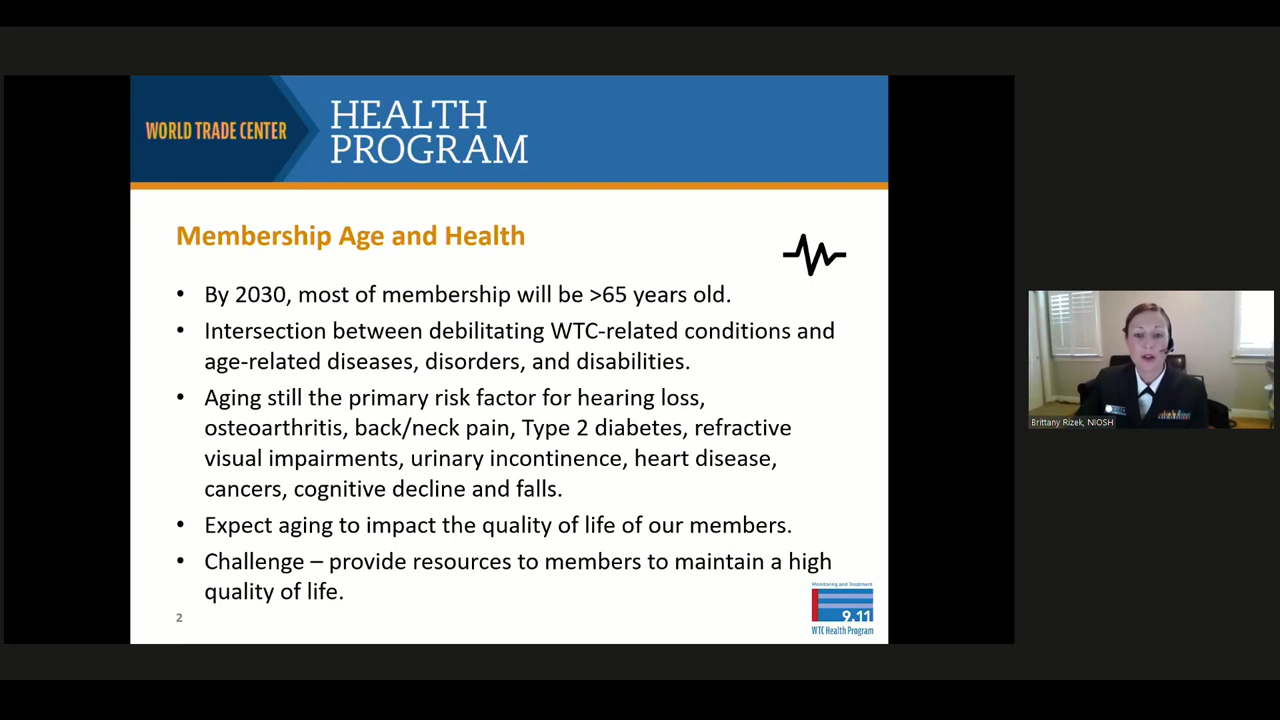 WORLD TRADE CENTER
HEALTH
PROGRAM
Membership Age and Health
• By 2030, most of membership will be >65 years old.
• Intersection between debilitating WTC-related conditions and
age-related diseases, disorders, and disabilities.
• Aging still the primary risk factor for hearing loss,
osteoarthritis, back/neck pain, Type 2 diabetes, refractive
visual impairments, urinary incontinence, heart disease,
cancers, cognitive decline and falls.
• Expect aging to impact the quality of life of our members.
• Challenge – provide resources to members to maintain a high
quality of life.
2
Monitoring and Treatment
9.11
WTC Health Program
Brittany Rizek, NIOSH